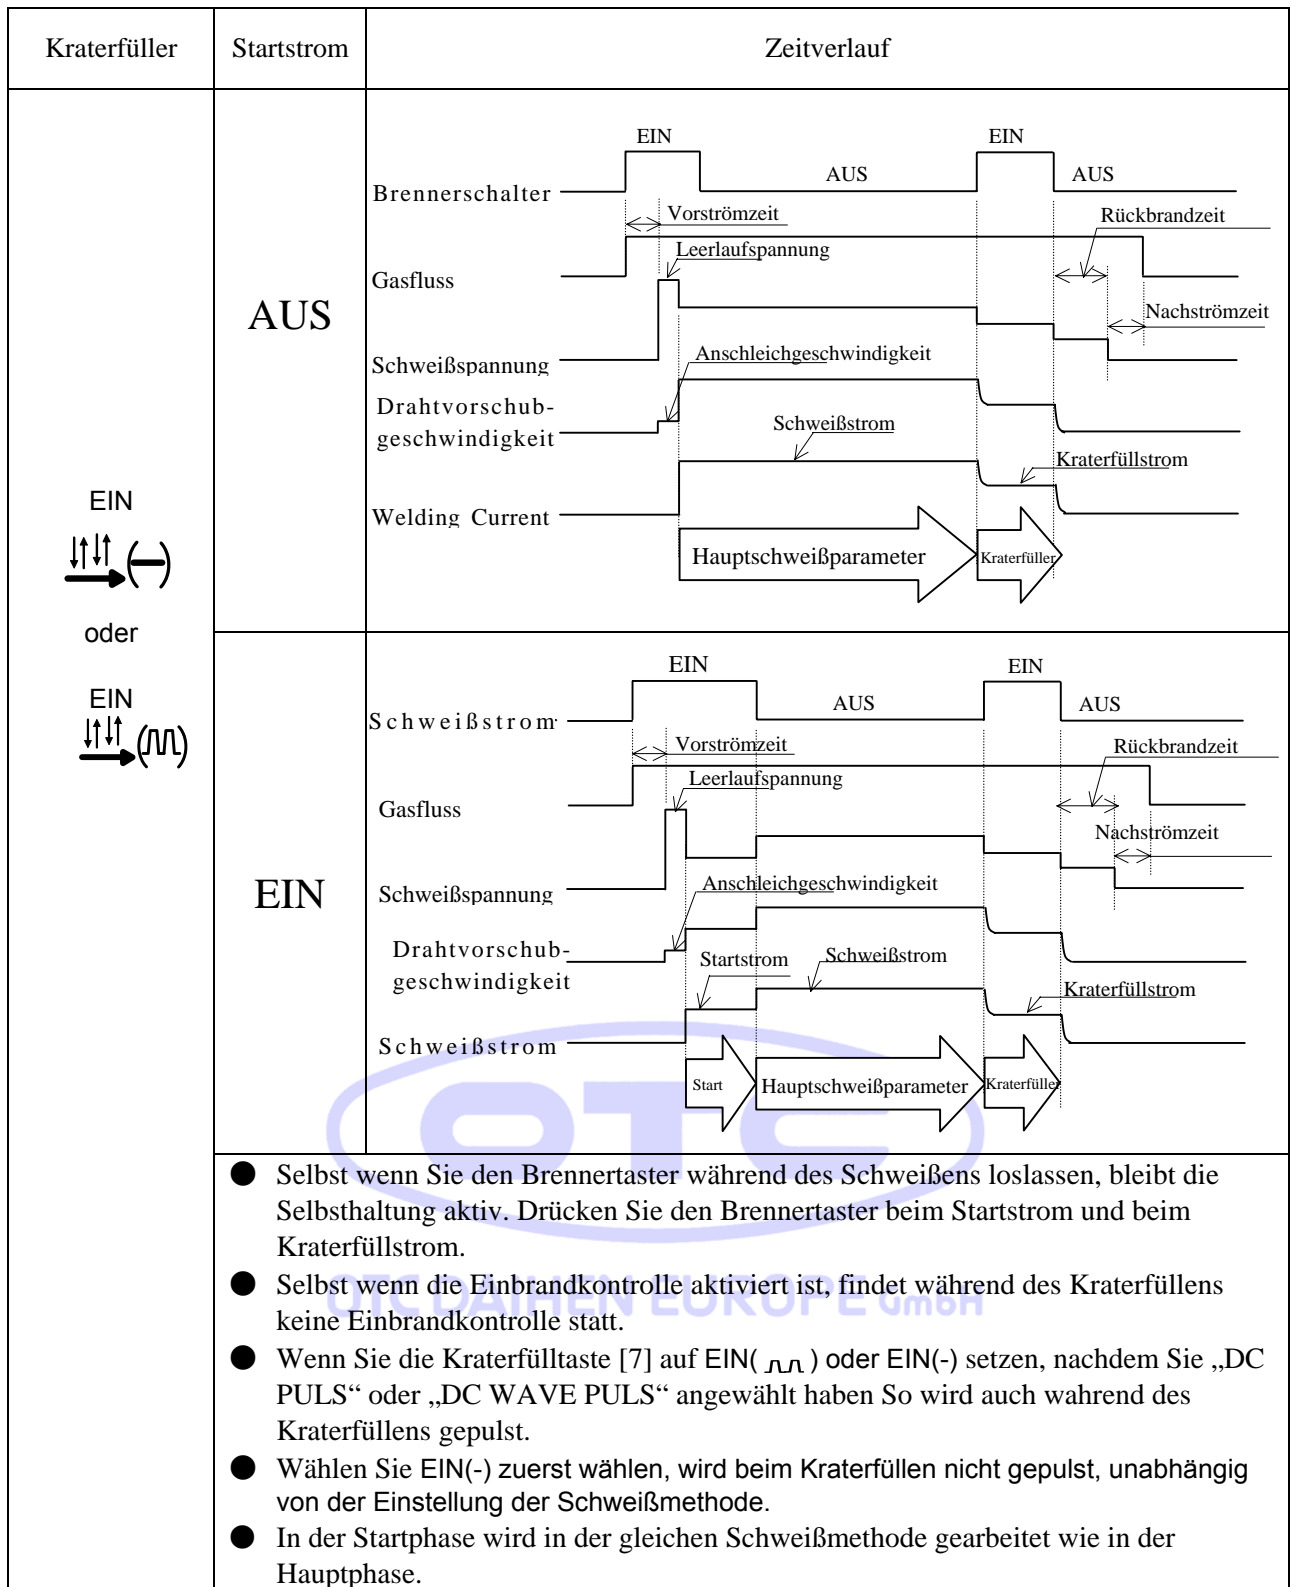 Kraterfüller
Startstrom
Zeitverlauf
EIN
oder
EIN
AUS
EIN
EIN
AUS
AUS
Brennerschalter
Vorströmzeit
Rückbrandzeit
Leerlaufspannung
Gasfluss
Nachströmzeit
Anschleichgeschwindigkeit
Schweißspannung
Drahtvorschub-
geschwindigkeit
Schweißstrom
Kraterfüllstrom
Welding Current
Hauptschweißparameter
Kraterfüller
EIN
EIN
EIN
AUS
AUS
Schweißstrom
Vorströmzeit
Rückbrandzeit
Leerlaufspannung
Gasfluss
Nachströmzeit
Anschleichgeschwindigkeit
Schweißspannung
Drahtvorschub-
geschwindigkeit
Startstrom
Schweißstrom
Kraterfüllstrom
Schweißstrom
Start
Hauptschweißparameter
Kraterfüller
OTC
● Selbst wenn Sie den Brennertaster während des Schweißens loslassen, bleibt die
Selbsthaltung aktiv. Drücken Sie den Brennertaster beim Startstrom und beim
Kraterfüllstrom.
● Selbst wenn die Einbrandkontrolle aktiviert ist, findet während des Kraterfüllens
keine Einbrandkontrolle statt.
OTC DAIHEN EUROPE GmbH
● Wenn Sie die Kraterfülltaste [7] auf EIN( ) oder EIN(-) setzen, nachdem Sie „DC
PULS“ oder „DC WAVE PULS“ angewählt haben So wird auch wahrend des
Kraterfüllens gepulst.
● Wählen Sie EIN(-) zuerst wählen, wird beim Kraterfüllen nicht gepulst, unabhängig
von der Einstellung der Schweißmethode.
● In der Startphase wird in der gleichen Schweißmethode gearbeitet wie in der
Hauptphase.